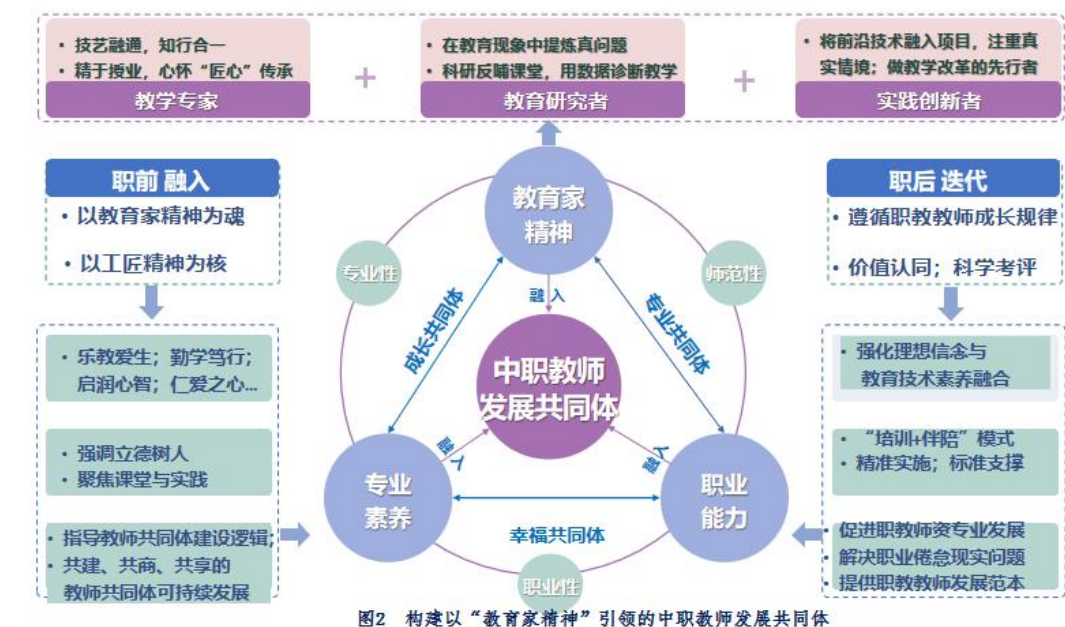 • 技艺融通，知行合一
• 精于授业，心怀“匠心”传承
教学专家
+
• 在教育现象中提炼真问题
• 科研反哺课堂，用数据诊断教学
教育研究者
+
• 将前沿技术融入项目，注重真
实情境；做教学改革的先行者
实践创新者
职前 融入
• 以教育家精神为魂
• 以工匠精神为核
• 乐教爱生；勤学笃行；
启润心智；仁爱之心...
• 强调立德树人
• 聚焦课堂与实践
• 指导教师共同体建设逻辑；
• 共建、共商、共享的
教师共同体可持续发展
教育家
精神
专业性
师范性
融入
成长共同体
专业共同体
中职教师
发展共同体
融入
融入
专业
素养
职业
能力
幸福共同体
职业性
职后 迭代
• 遵循职教教师成长规律
• 价值认同；科学考评
• 强化理想信念与
教育技术素养融合
• “培训+伴陪”模式
• 精准实施；标准支撑
• 促进职教师资专业发展
• 解决职业倦怠现实问题
• 提供职教教师发展范本
图2 构建以“教育家精神”引领的中职教师发展共同体